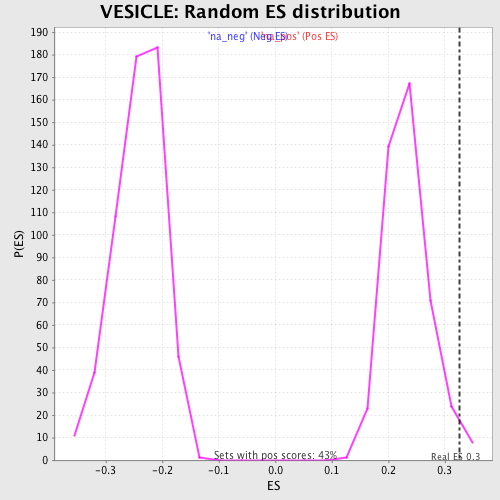 VESICLE: Random ES distribution
'na_neg' (Neg ES) 'na_pos' (Pos ES)
190
180
170
160
150
140
130
120
110
100
90
80
70
60
50
40
30
20
10
0
P(ES)
Sets with pos scores: 43%
Real ES 0.3
-0.3 -0.2 -0.1 0.0 0.1 0.2 0.3
ES